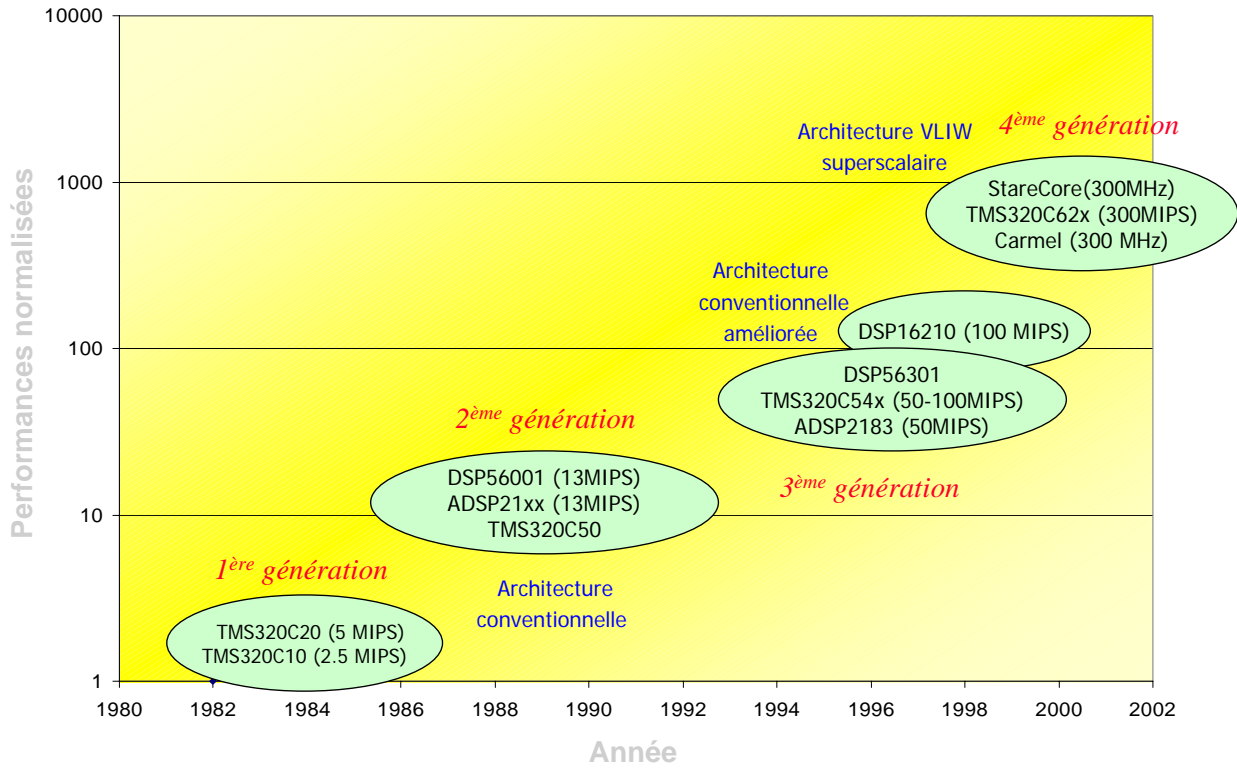 10000
1000
100
10
1
Performances normalisées
Architecture VLIW
superscalaire
4ème génération
StareCore(300MHz)
TMS320C62x (300MIPS)
Carmel (300 MHz)
Architecture
conventionnelle
améliorée
DSP16210 (100 MIPS)
DSP56301
TMS320C54x (50-100MIPS)
ADSP2183 (50MIPS)
3ème génération
2ème génération
DSP56001 (13MIPS)
ADSP21xx (13MIPS)
TMS320C50
Architecture
conventionnelle
1ère génération
TMS320C20 (5 MIPS)
TMS320C10 (2.5 MIPS)
1980 1982 1984 1986 1988 1990 1992 1994 1996 1998 2000 2002
Année